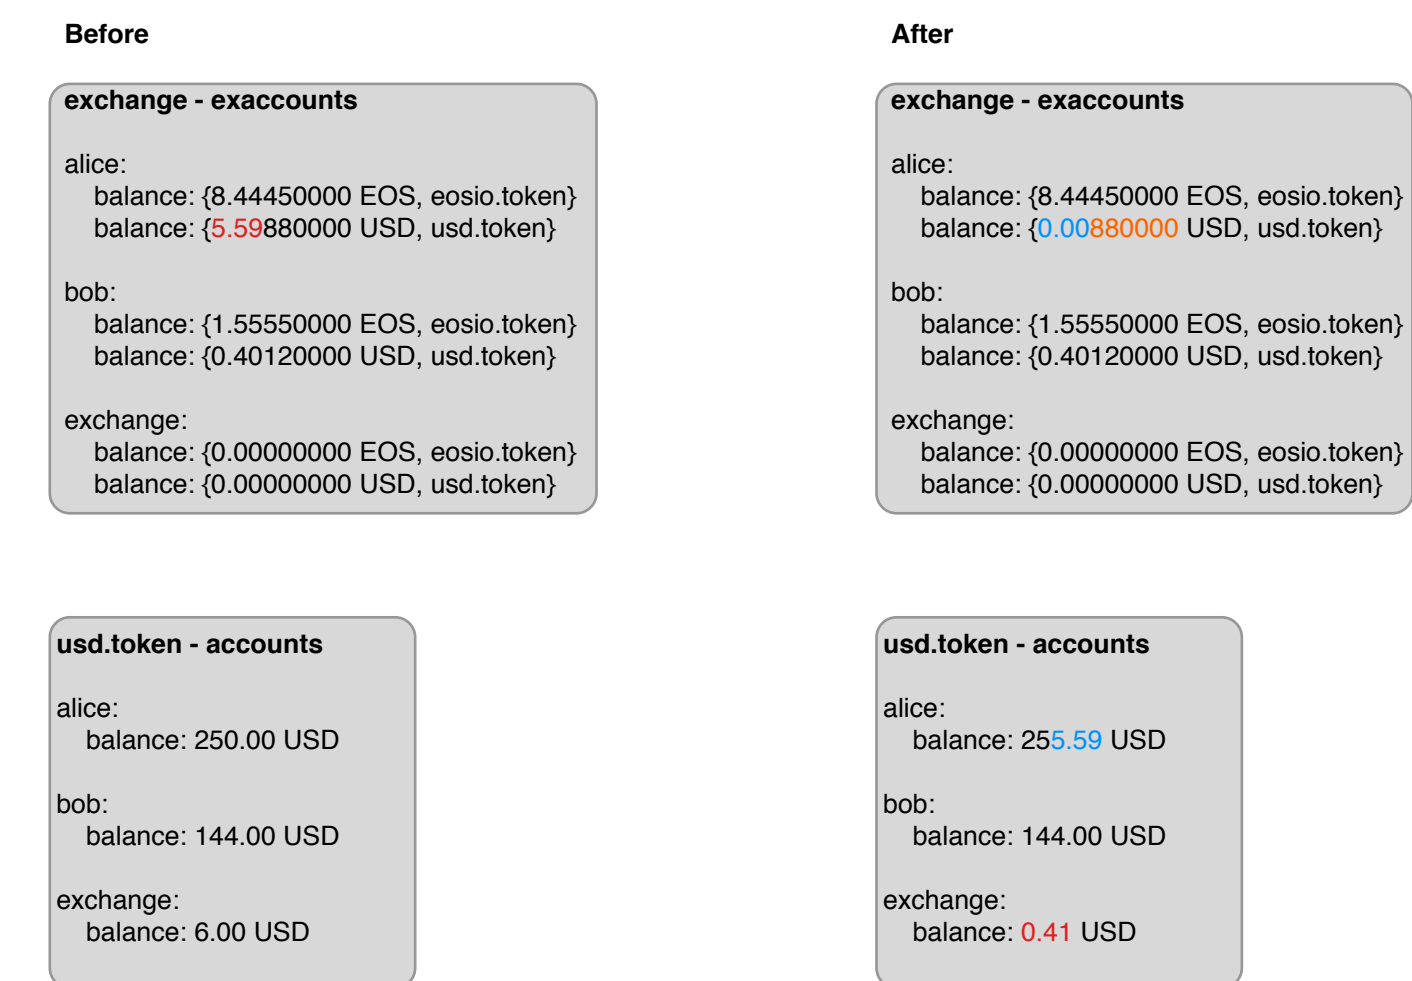 Before
exchange - exaccounts
alice:
balance: {8.44450000 EOS, eosio.token}
balance: {5.59880000 USD, usd.token}
bob:
balance: {1.55550000 EOS, eosio.token}
balance: {0.40120000 USD, usd.token}
exchange:
balance: {0.00000000 EOS, eosio.token}
balance: {0.00000000 USD, usd.token}
usd.token - accounts
alice:
balance: 250.00 USD
bob:
balance: 144.00 USD
exchange:
balance: 6.00 USD
After
exchange - exaccounts
alice:
balance: {8.44450000 EOS, eosio.token}
balance: {0.00880000 USD, usd.token}
bob:
balance: {1.55550000 EOS, eosio.token}
balance: {0.40120000 USD, usd.token}
exchange:
balance: {0.00000000 EOS, eosio.token}
balance: {0.00000000 USD, usd.token}
usd.token - accounts
alice:
balance: 255.59 USD
bob:
balance: 144.00 USD
exchange:
balance: 0.41 USD